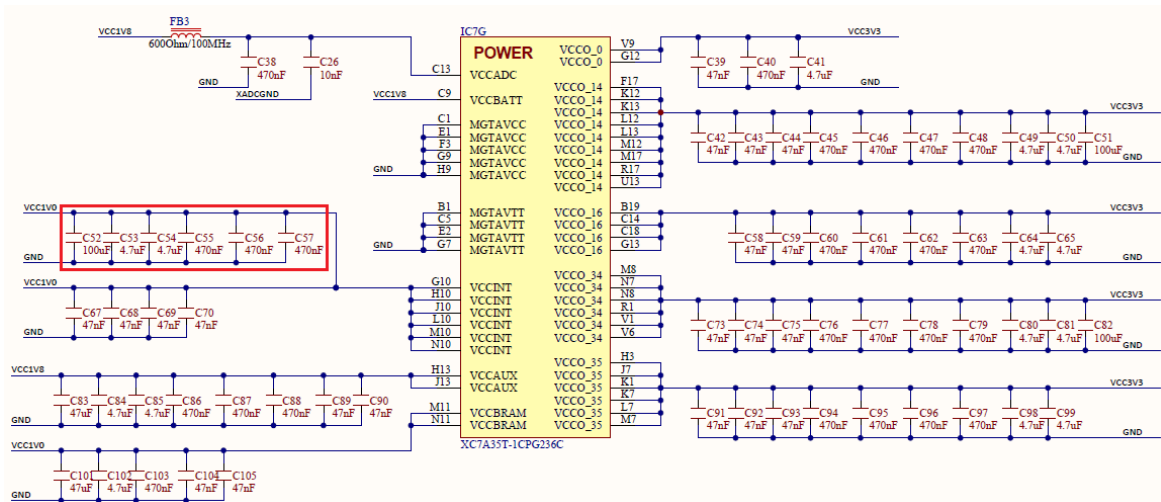 FB3
VCC1V8
600Ohm/100MHz
C38
470nF
C26
10nF
GND
XADCGND
VCC1V8
IC7G
POWER
C13 VCCADC
C9 VCCBATT
C1 MGTAVCC
E1 MGTAVCC
F3 MGTAVCC
G9 MGTAVCC
H9 MGTAVCC
GND
B1 MGTAVTT
C5 MGTAVTT
E2 MGTAVTT
G7 MGTAVTT
GND
G10 VCCINT
H10 VCCINT
J10 VCCINT
L10 VCCINT
M10 VCCINT
N10 VCCINT
H13 VCCAUX
J13 VCCAUX
M11 VCCBRAM
N11 VCCBRAM
VCCO_0 V9
VCCO_0 G12
VCCO_14 F17
VCCO_14 K12
VCCO_14 K13
VCCO_14 L12
VCCO_14 L13
VCCO_14 M12
VCCO_14 M17
VCCO_14 R17
VCCO_14 U13
VCCO_16 B19
VCCO_16 C14
VCCO_16 C18
VCCO_16 G13
VCCO_34 M8
VCCO_34 N7
VCCO_34 N8
VCCO_34 R1
VCCO_34 V1
VCCO_34 V6
VCCO_35 H3
VCCO_35 J7
VCCO_35 K1
VCCO_35 K7
VCCO_35 L7
VCCO_35 M7
XC7A35T-1CPG236C
VCC1V0
C52 C53 C54 C55 C56 C57
100uF 4.7uF 4.7uF 470nF 470nF 470nF
GND
VCC1V0
C67 C68 C69 C70
47nF 47nF 47nF 47nF
GND
VCC1V8
C83 C84 C85 C86 C87 C88 C89 C90
47uF 4.7uF 4.7uF 470nF 470nF 470nF 47nF 47nF
GND
VCC1V0
C101 C102 C103 C104 C105
47uF 4.7uF 470nF 47nF 47nF
GND
VCC3V3
C39 C40 C41
47nF 470nF 4.7uF
GND
VCC3V3
C42 C43 C44 C45 C46 C47 C48 C49 C50 C51
47nF 47nF 47nF 470nF 470nF 470nF 470nF 4.7uF 4.7uF 100uF
GND
VCC3V3
C58 C59 C60 C61 C62 C63 C64 C65
47nF 47nF 470nF 470nF 470nF 470nF 4.7uF 4.7uF
GND
VCC3V3
C73 C74 C75 C76 C77 C78 C79 C80 C81 C82
47nF 47nF 47nF 470nF 470nF 470nF 470nF 4.7uF 4.7uF 100uF
GND
VCC3V3
C91 C92 C93 C94 C95 C96 C97 C98 C99
47nF 47nF 47nF 470nF 470nF 470nF 470nF 4.7uF 4.7uF
GND